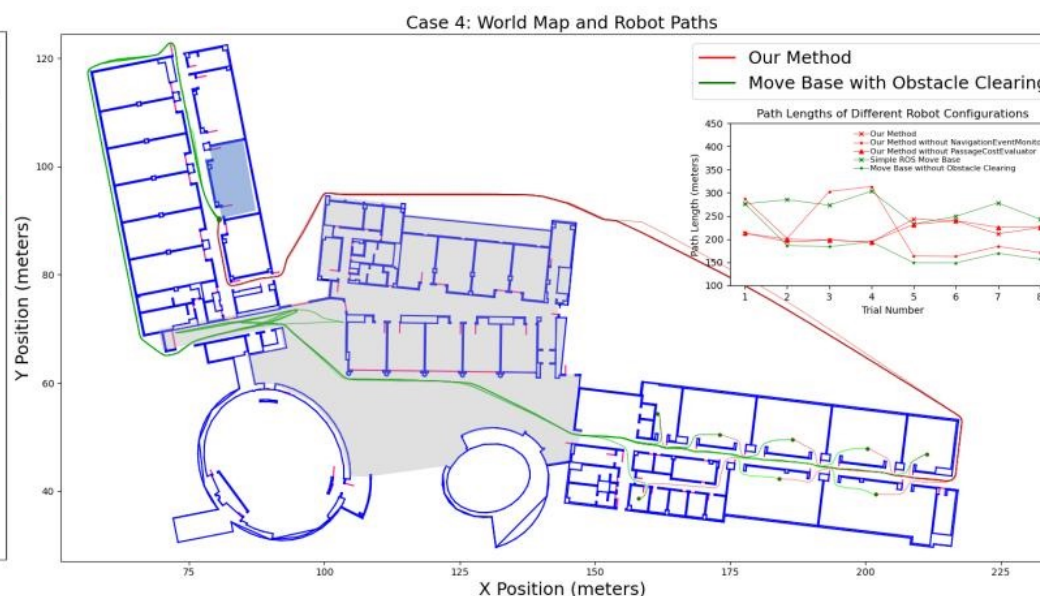 Case 4: World Map and Robot Paths
Our Method
Move Base with Obstacle Clearing
Path Lengths of Different Robot Configurations
Our Method
Our Method without NavigationEventMonito
Our Method without PassageCostEvaluator
Simple ROS Move Base
Move Base without Obstacle Clearing
Path Length (meters)
450
400
350
300
250
200
150
100
1 2 3 4 5 6 7 8
Trial Number
Y Position (meters)
120
100
80
60
40
75 100 125 150 175 200 225
X Position (meters)